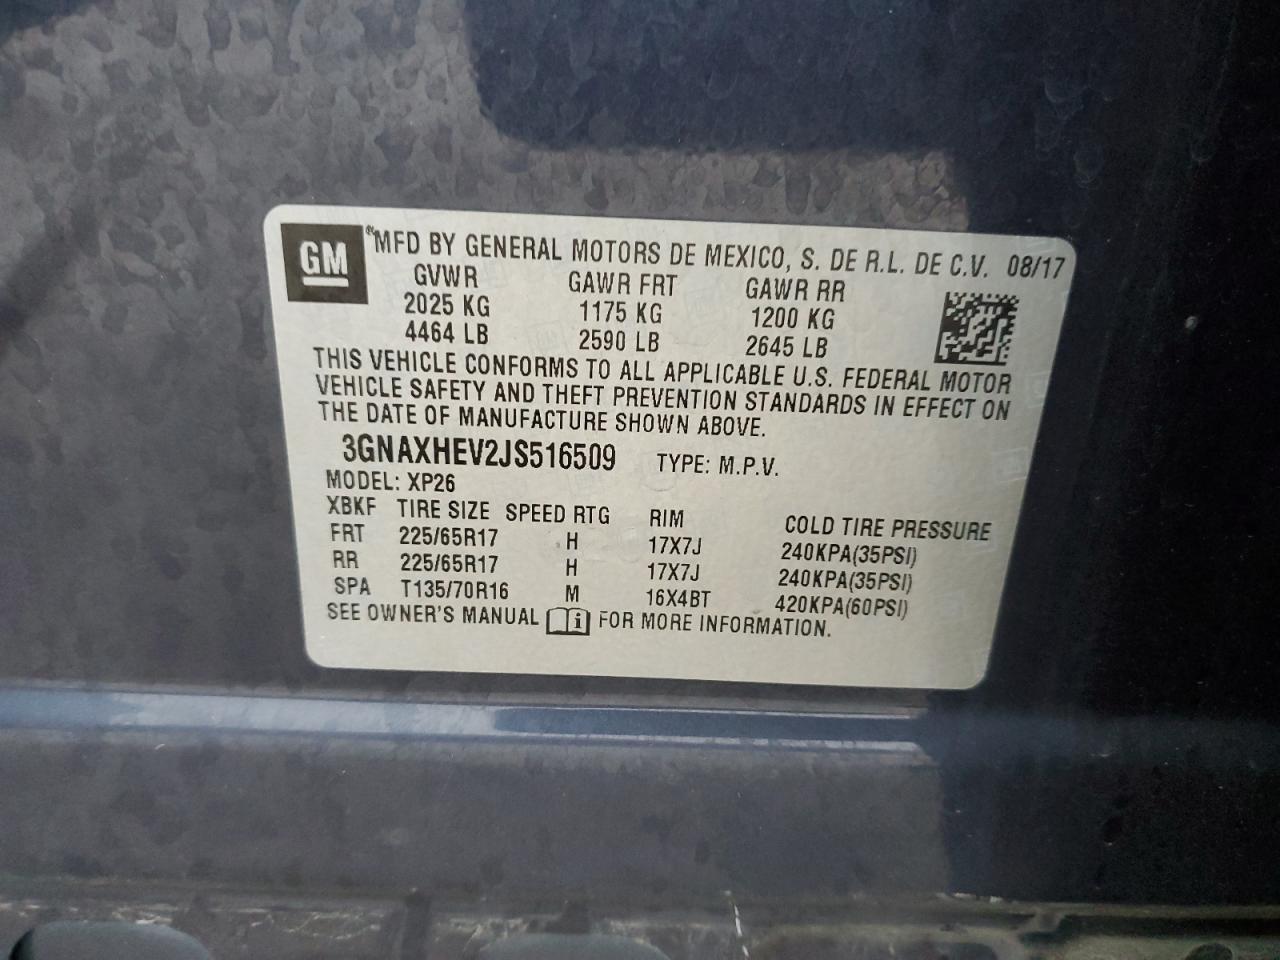 GM ®MFD BY GENERAL MOTORS DE MEXICO, S. DE R.L. DE C.V. 08/17
GVWR GAWR FRT GAWR RR
2025 KG 1175 KG 1200 KG
4464 LB 2590 LB 2645 LB
THIS VEHICLE CONFORMS TO ALL APPLICABLE U.S. FEDERAL MOTOR
VEHICLE SAFETY AND THEFT PREVENTION STANDARDS IN EFFECT ON
THE DATE OF MANUFACTURE SHOWN ABOVE.
3GNAXHEV2JS516509 TYPE: M.P.V.
MODEL: XP26
XBKF TIRE SIZE SPEED RTG RIM COLD TIRE PRESSURE
FRT 225/65R17 H 17X7J 240KPA(35PSI)
RR 225/65R17 H 17X7J 240KPA(35PSI)
SPA T135/70R16 M 16X4BT 420KPA(60PSI)
SEE OWNER'S MANUAL i FOR MORE INFORMATION.